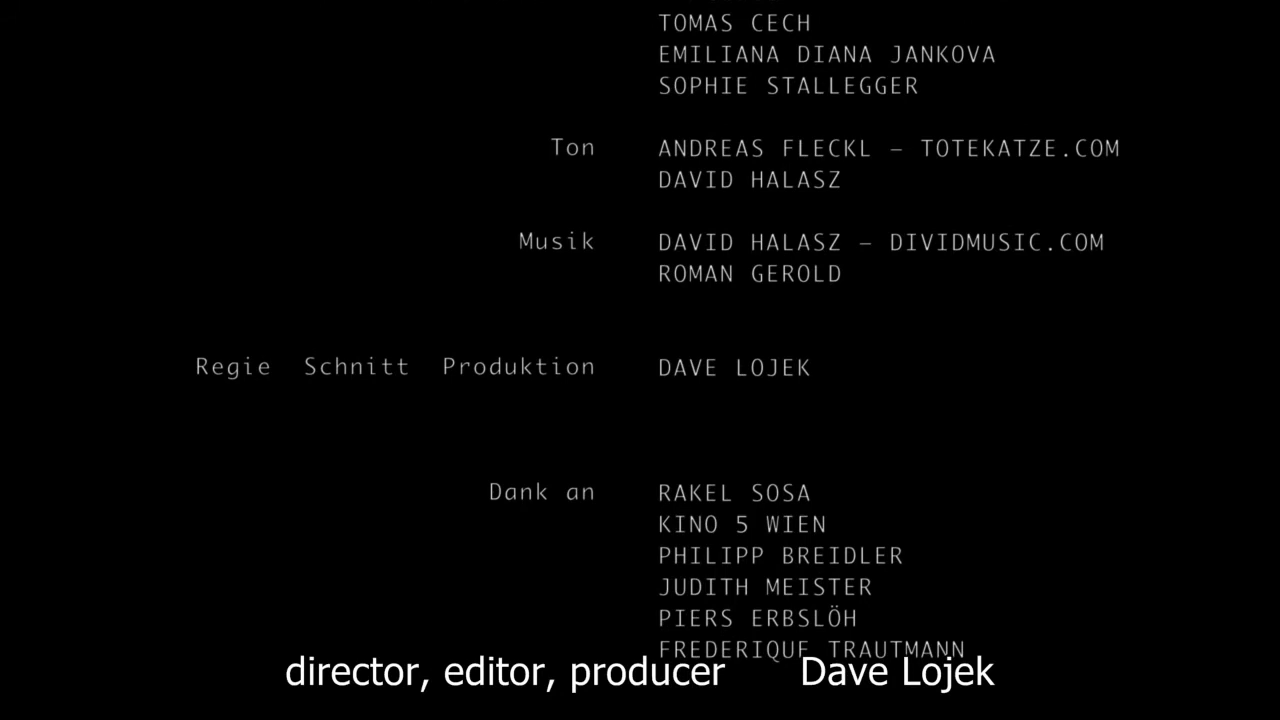 TOMAS CECH
EMILIANA DIANA JANKOVA
SOPHIE STALLEGGER
Ton ANDREAS FLECKL – TOTEKATZE.COM
DAVID HALASZ
Musik DAVID HALASZ – DIVIDMUSIC.COM
ROMAN GEROLD
Regie Schnitt Produktion DAVE LOJEK
Dank an RAKEL SOSA
KINO 5 WIEN
PHILIPP BREIDLER
JUDITH MEISTER
PIERS ERBSLÖH
FREDERIQUE TRAUTMANN
director, editor, producer Dave Lojek